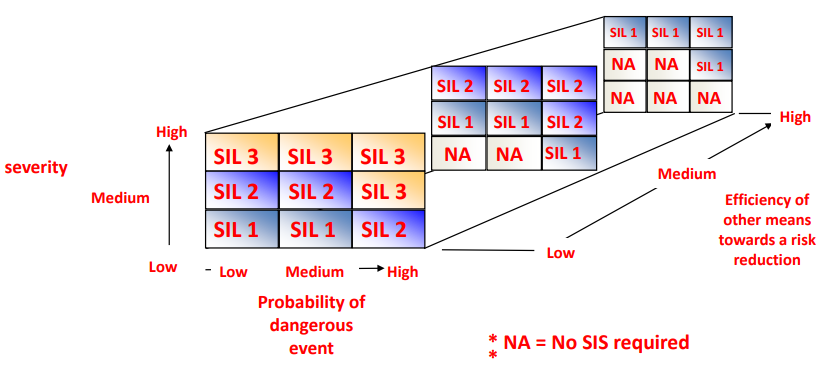 SIL 1 SIL 1 SIL 1
NA NA SIL 1
NA NA NA
SIL 2 SIL 2 SIL 2
SIL 1 SIL 1 SIL 2
NA NA SIL 1
SIL 3 SIL 3 SIL 3
SIL 2 SIL 2 SIL 3
SIL 1 SIL 1 SIL 2
High
severity
Medium
Low
Low Medium High
Probability of
dangerous
event
High
Medium
Low
Efficiency of
other means
towards a risk
reduction
* NA = No SIS required
*